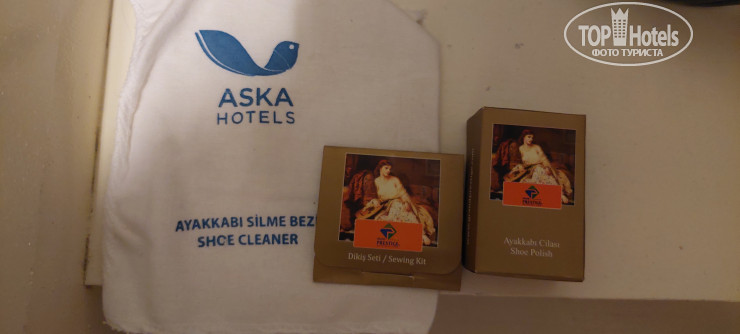 ASKA
HOTELS
AYAKKABI SİLME BEZİ
SHOE CLEANER
PRESTIGE
Dikiş Seti / Sewing Kit
Ayakkabı Cilası
Shoe Polish
TOP Hotels
ФОТО ТУРИСТА